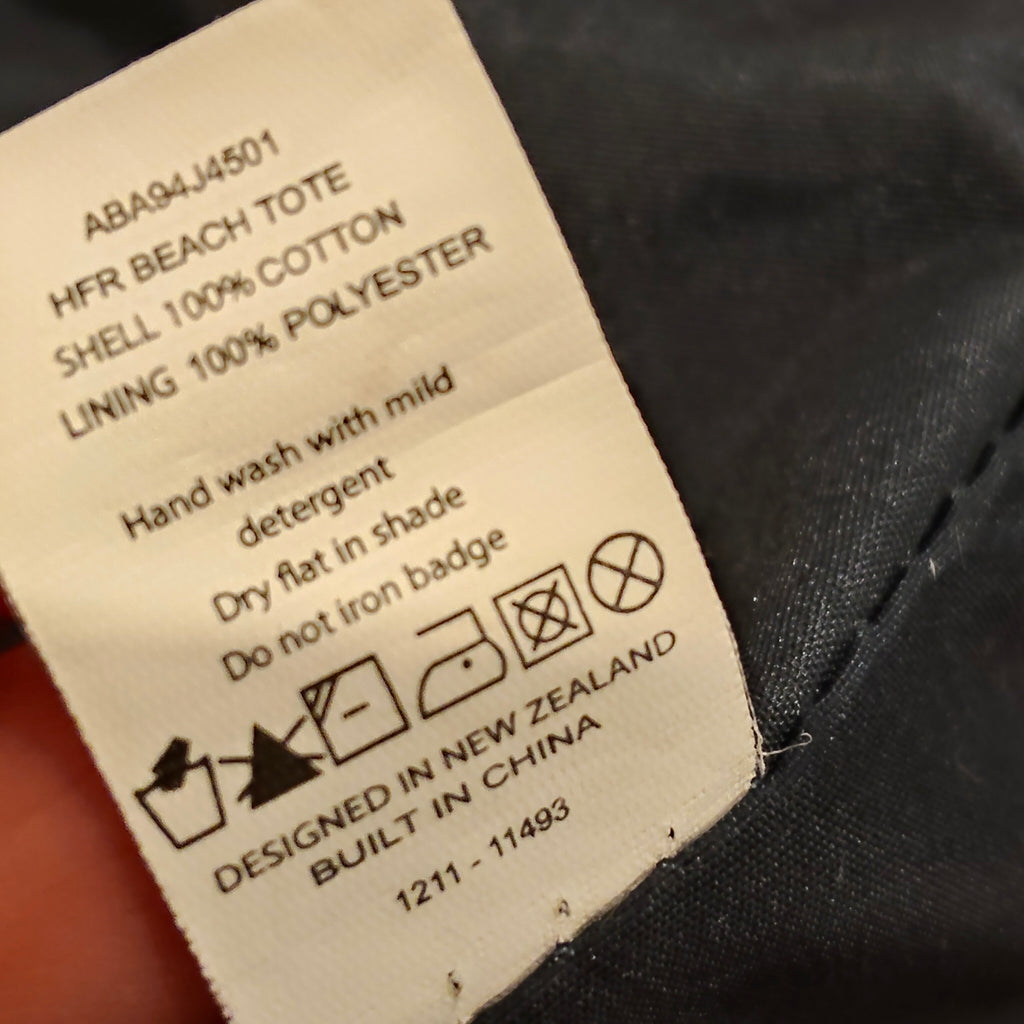 ABA94J4501
HFR BEACH TOTE
SHELL 100% COTTON
LINING 100% POLYESTER
Hand wash with mild
detergent
Dry flat in shade
Do not iron badge
DESIGNED IN NEW ZEALAND
BUILT IN CHINA
1211 - 11493